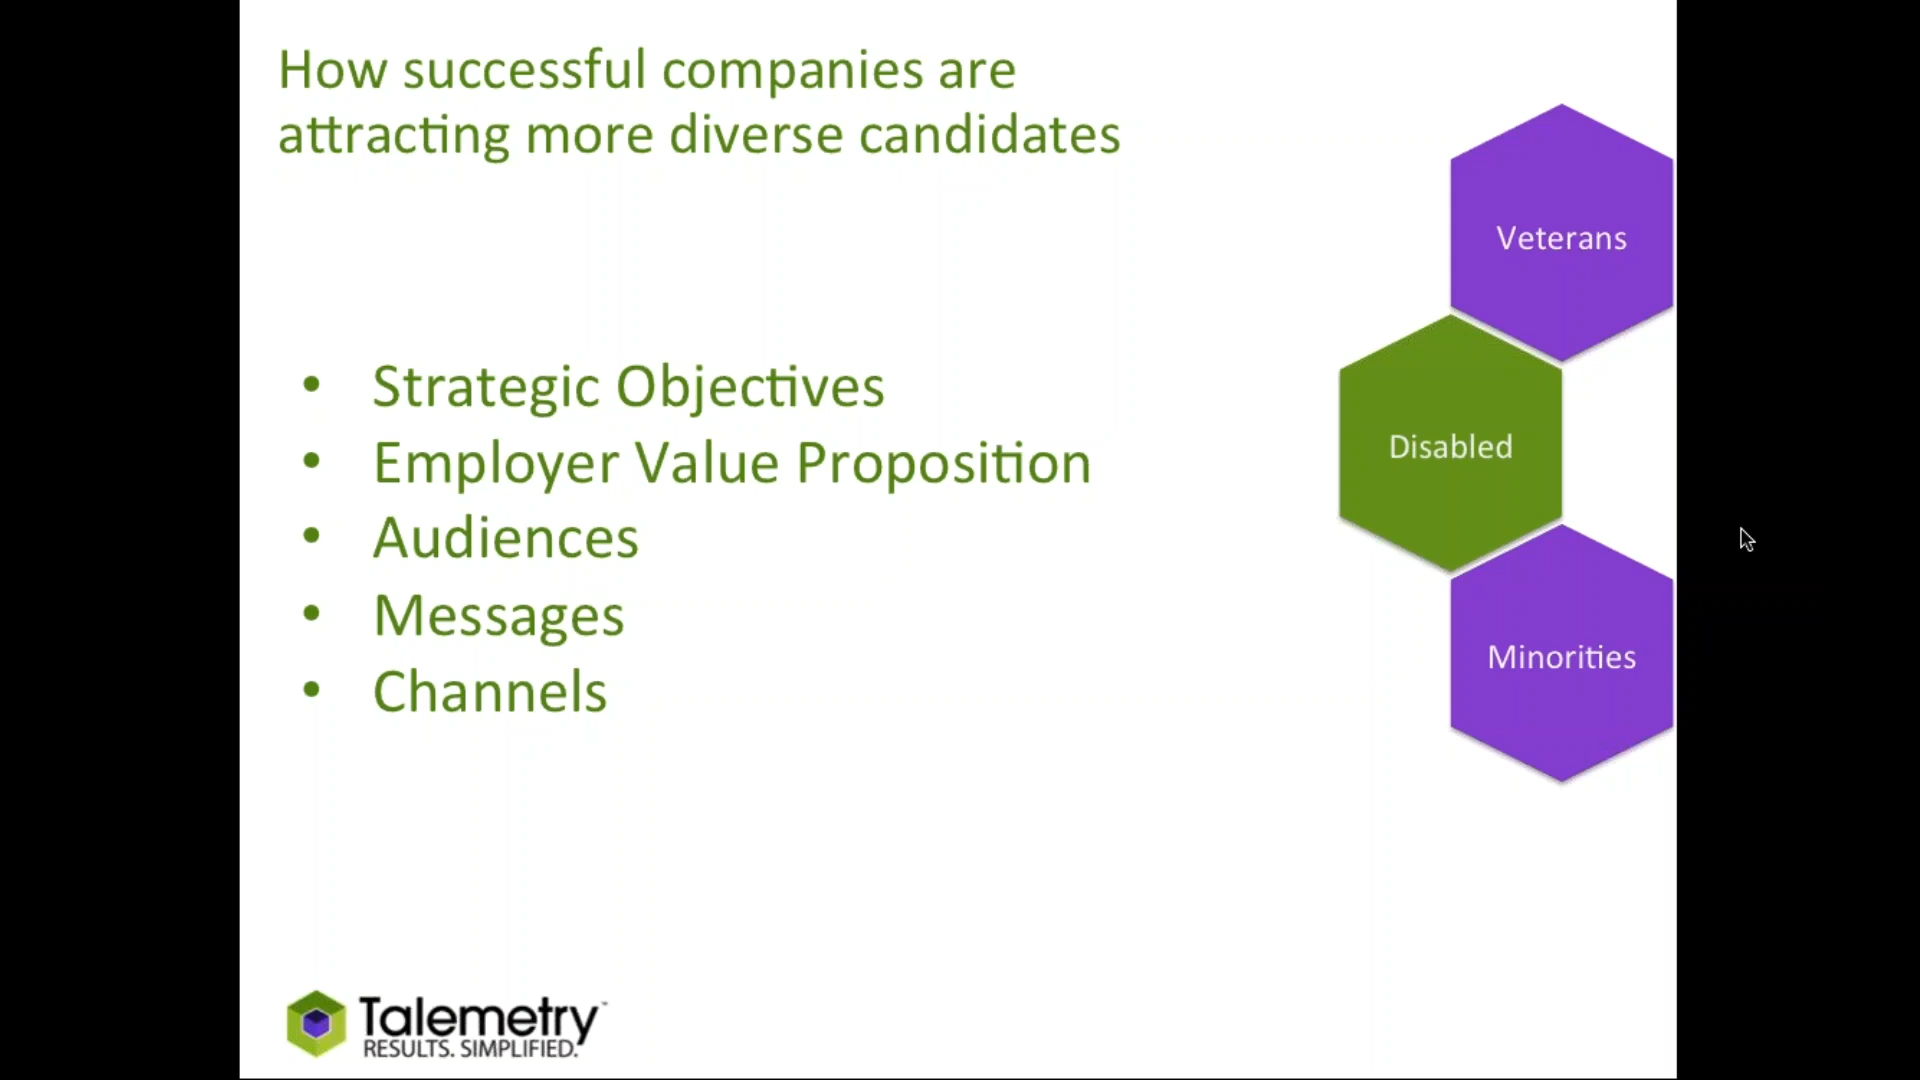 How successful companies are
attracting more diverse candidates
• Strategic Objectives
• Employer Value Proposition
• Audiences
• Messages
• Channels
Veterans
Disabled
Minorities
Talemetry™
RESULTS. SIMPLIFIED.